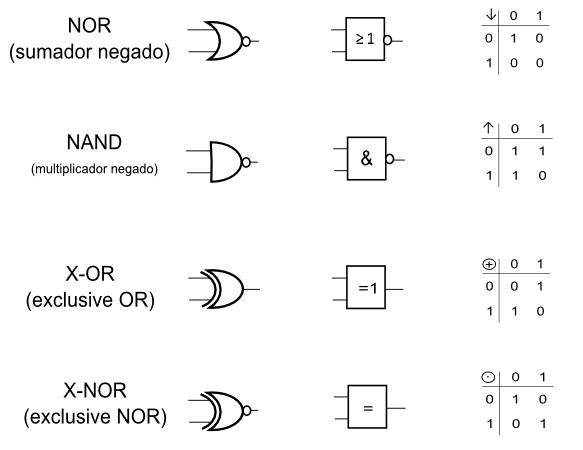 NOR
(sumador negado)
≥1
↓ 0 1
0 1 0
1 0 0
NAND
(multiplicador negado)
&
↑ 0 1
0 1 1
1 1 0
X-OR
(exclusive OR)
=1
⊕ 0 1
0 0 1
1 1 0
X-NOR
(exclusive NOR)
=
⊙ 0 1
0 1 0
1 0 1